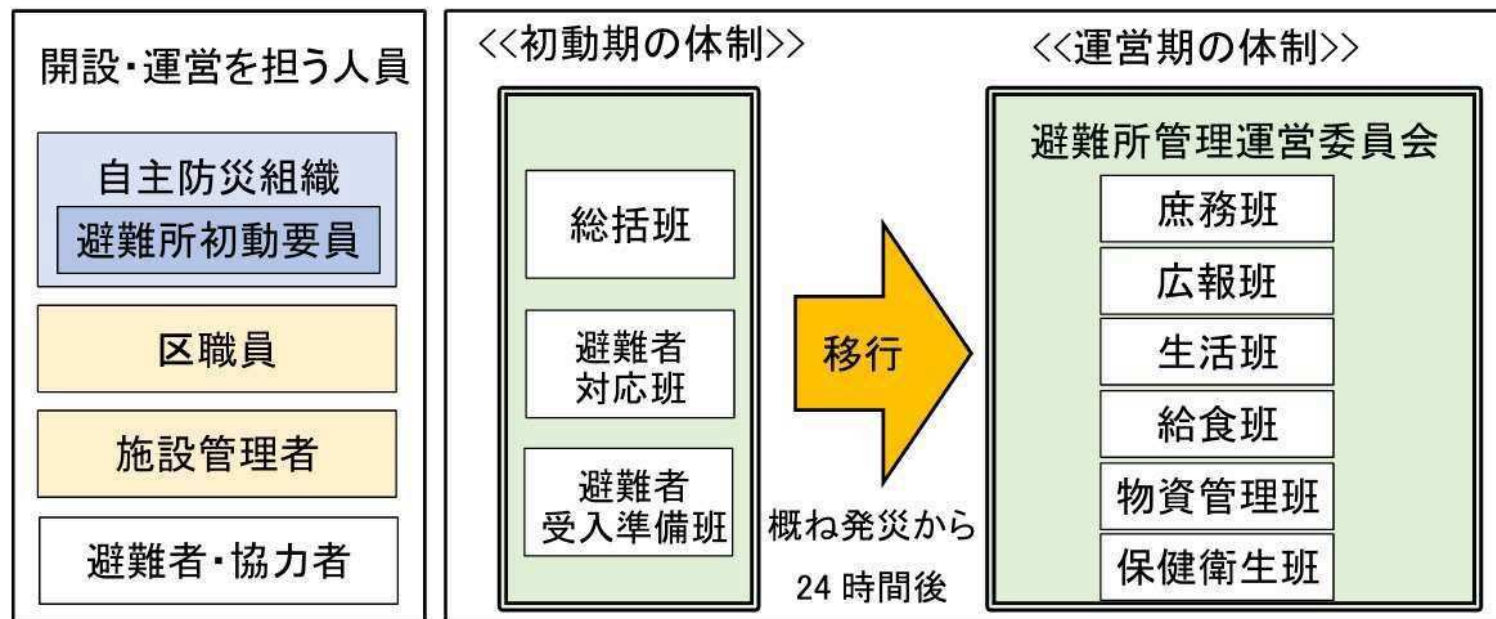 開設・運営を担う人員
自主防災組織
避難所初動要員
区職員
施設管理者
避難者・協力者
<<初動期の体制>>
総括班
避難者
対応班
避難者
受入準備班
移行
概ね発災から
24時間後
<<運営期の体制>>
避難所管理運営委員会
庶務班
広報班
生活班
給食班
物資管理班
保健衛生班